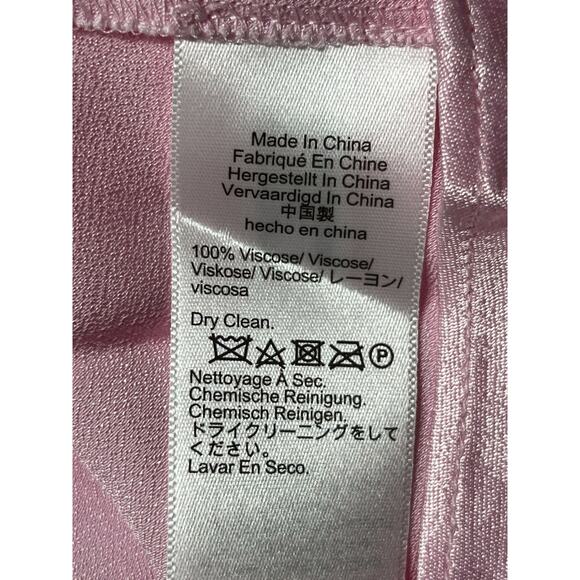 Made In China
Fabriqué En Chine
Hergestellt In China
Vervaardigd In China
中国製
hecho en china
100% Viscose/ Viscose/
Viskose/ Viscose/ レーヨン/
viscosa
Dry Clean.
P
Nettoyage À Sec.
Chemische Reinigung.
Chemisch Reinigen.
ドライクリーニングをして
ください。
Lavar En Seco.